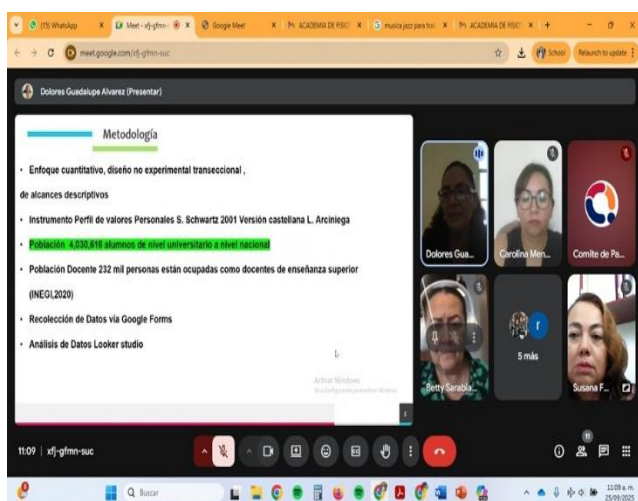 (15) WhatsApp
Meet - xfj-gfmn-
Google Meet
ACADEMIA DE FISIO
musica jazz para tral
ACADEMIA DE FISIO
meet.google.com/xfj-gfmn-suc
School
Relaunch to update
Dolores Guadalupe Alvarez (Presentar)
Metodología
• Enfoque cuantitativo, diseño no experimental transeccional ,
de alcances descriptivos
• Instrumento Perfil de valores Personales S. Schwartz 2001 Versión castellana L. Arciniega
• Población 4,030,616 alumnos de nivel universitario a nivel nacional
• Población Docente 232 mil personas están ocupadas como docentes de enseñanza superior
(INEGI,2020)
• Recolección de Datos vía Google Forms
• Análisis de Datos Looker studio
Activar Windows
Dolores Gua...
Carolina Men...
Comite de Pa...
Betty Sarabia...
r
5 más
Susana F...
11:09 | xfj-gfmn-suc
11
Buscar
11:09 a. m.
25/09/2025